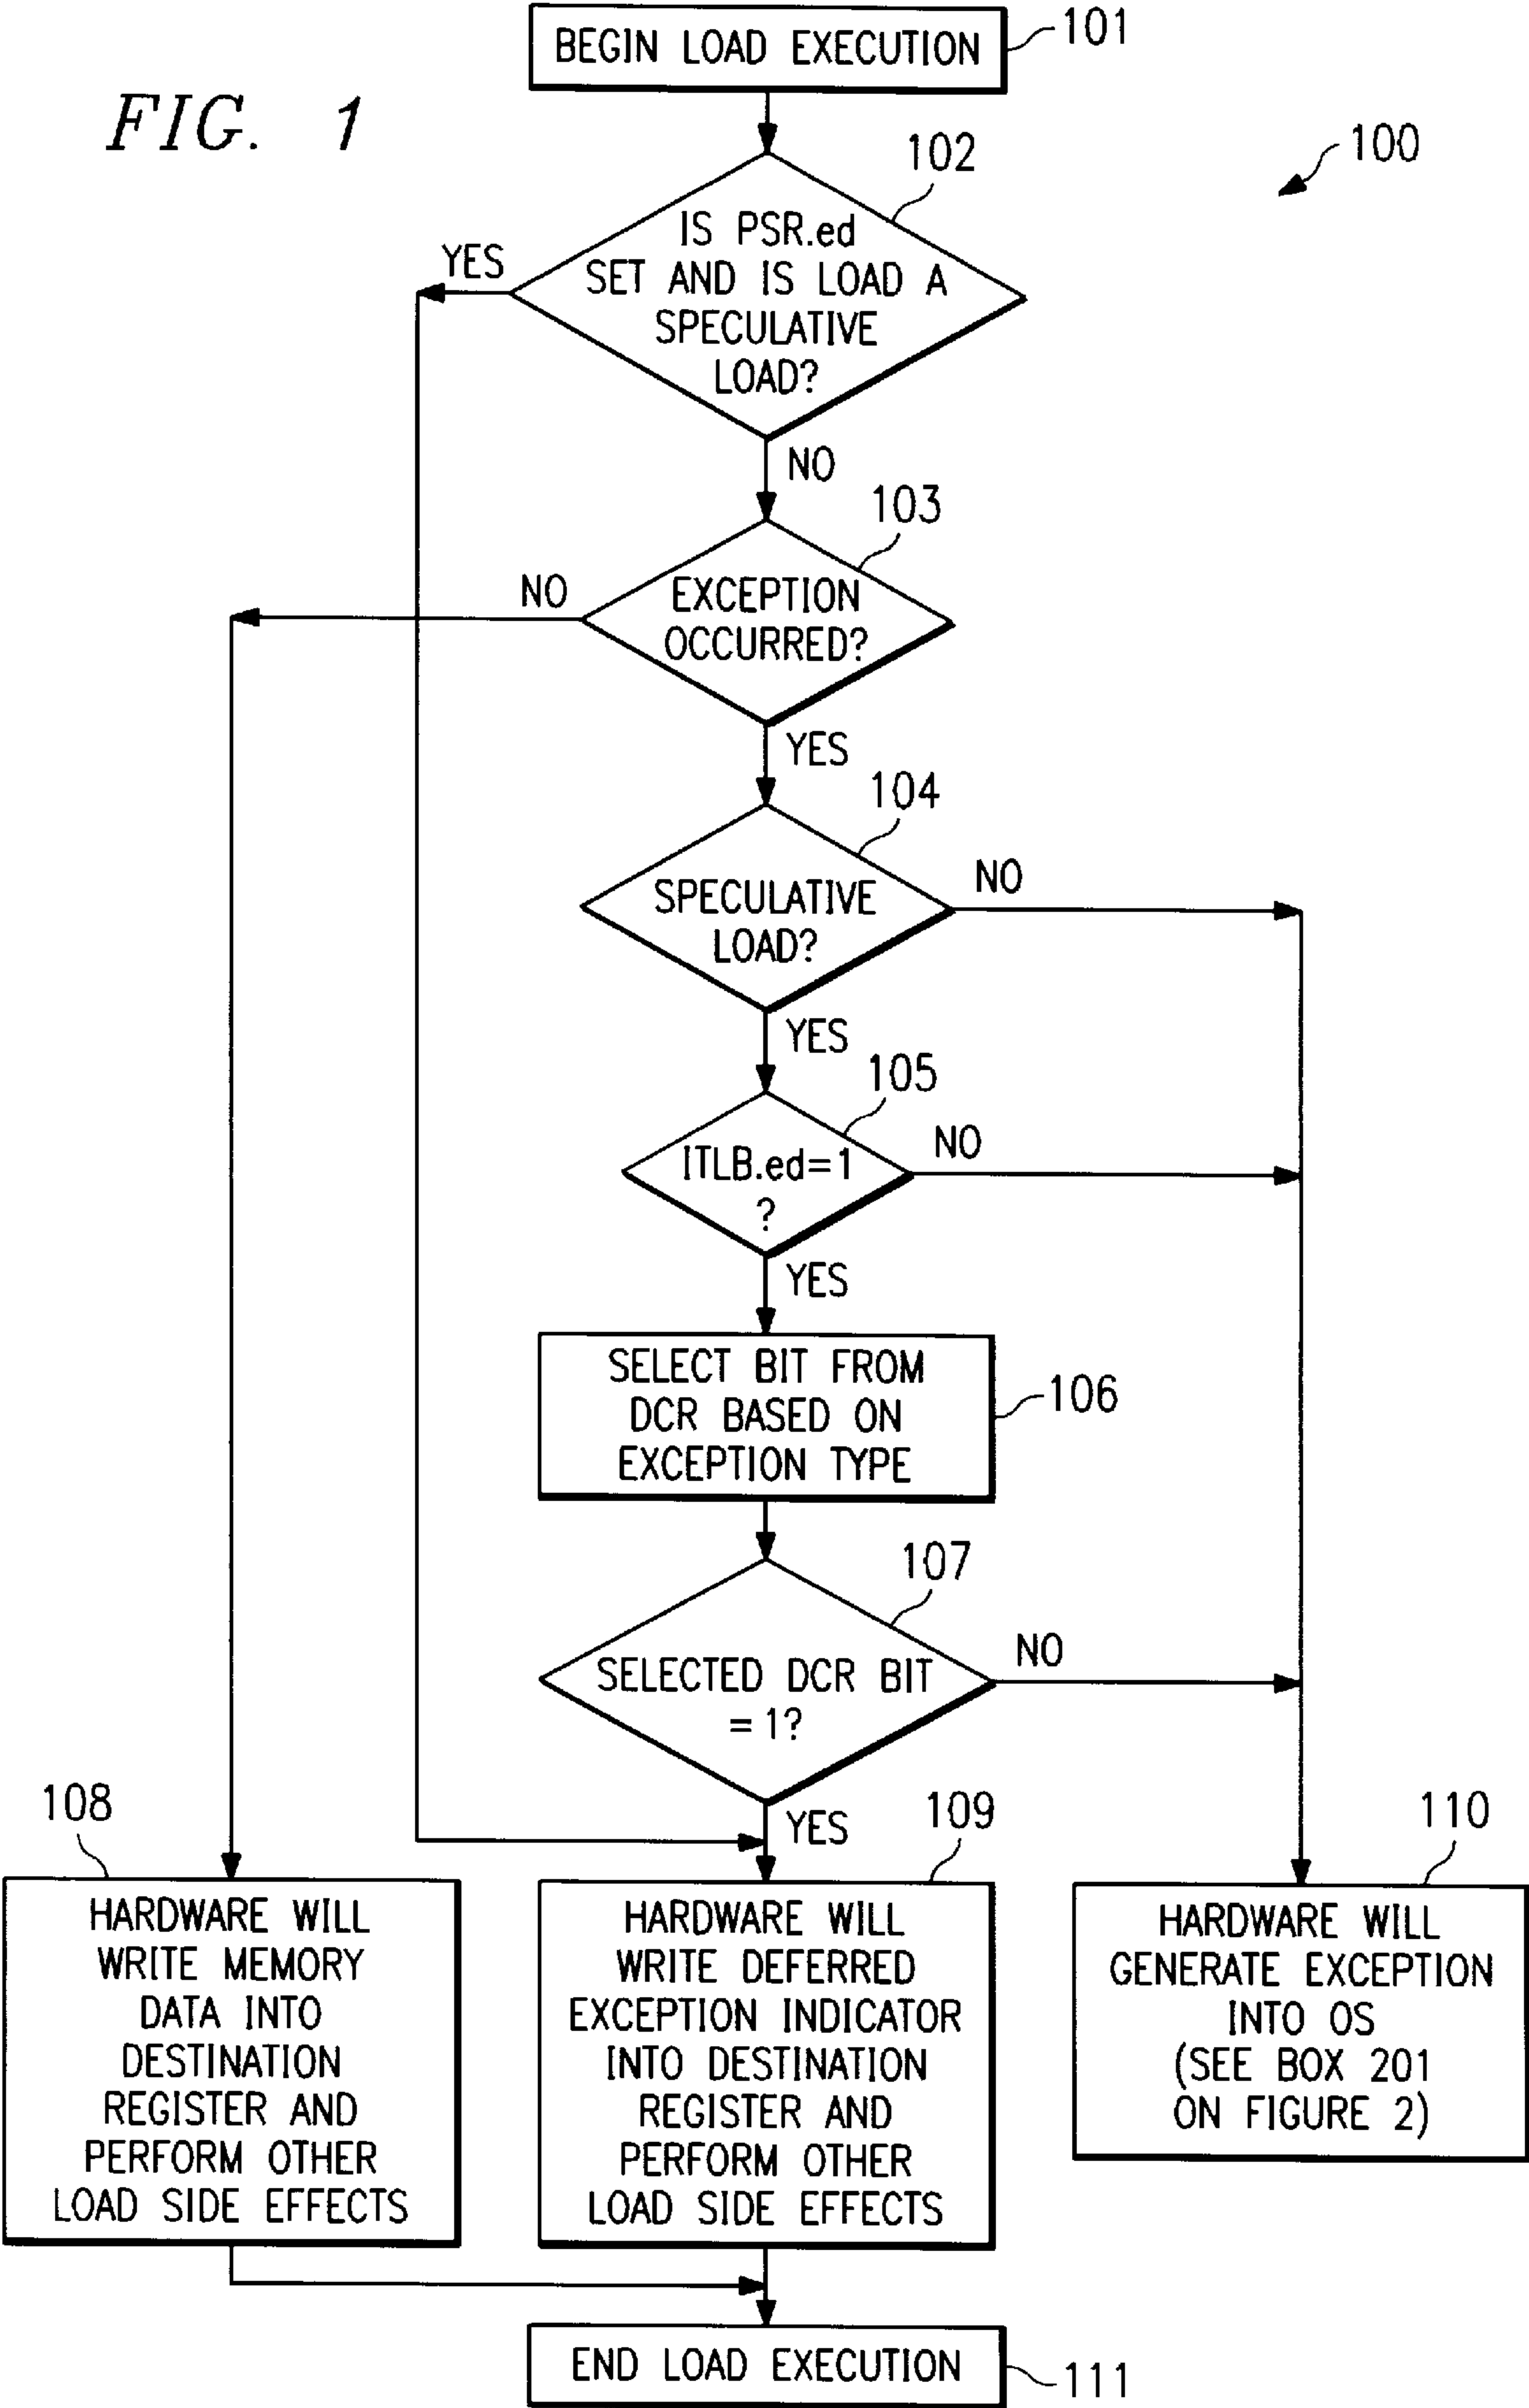 BEGIN LOAD EXECUTION
101
FIG. 1
100
102
IS PSR.ed
SET AND IS LOAD A
SPECULATIVE
LOAD?
YES
NO
103
EXCEPTION
OCCURRED?
NO
YES
104
SPECULATIVE
LOAD?
NO
YES
105
ITLB.ed=1
?
NO
YES
SELECT BIT FROM
DCR BASED ON
EXCEPTION TYPE
106
107
SELECTED DCR BIT
= 1?
NO
YES
108
HARDWARE WILL
WRITE MEMORY
DATA INTO
DESTINATION
REGISTER AND
PERFORM OTHER
LOAD SIDE EFFECTS
109
HARDWARE WILL
WRITE DEFERRED
EXCEPTION INDICATOR
INTO DESTINATION
REGISTER AND
PERFORM OTHER
LOAD SIDE EFFECTS
110
HARDWARE WILL
GENERATE EXCEPTION
INTO OS
(SEE BOX 201
ON FIGURE 2)
END LOAD EXECUTION
111